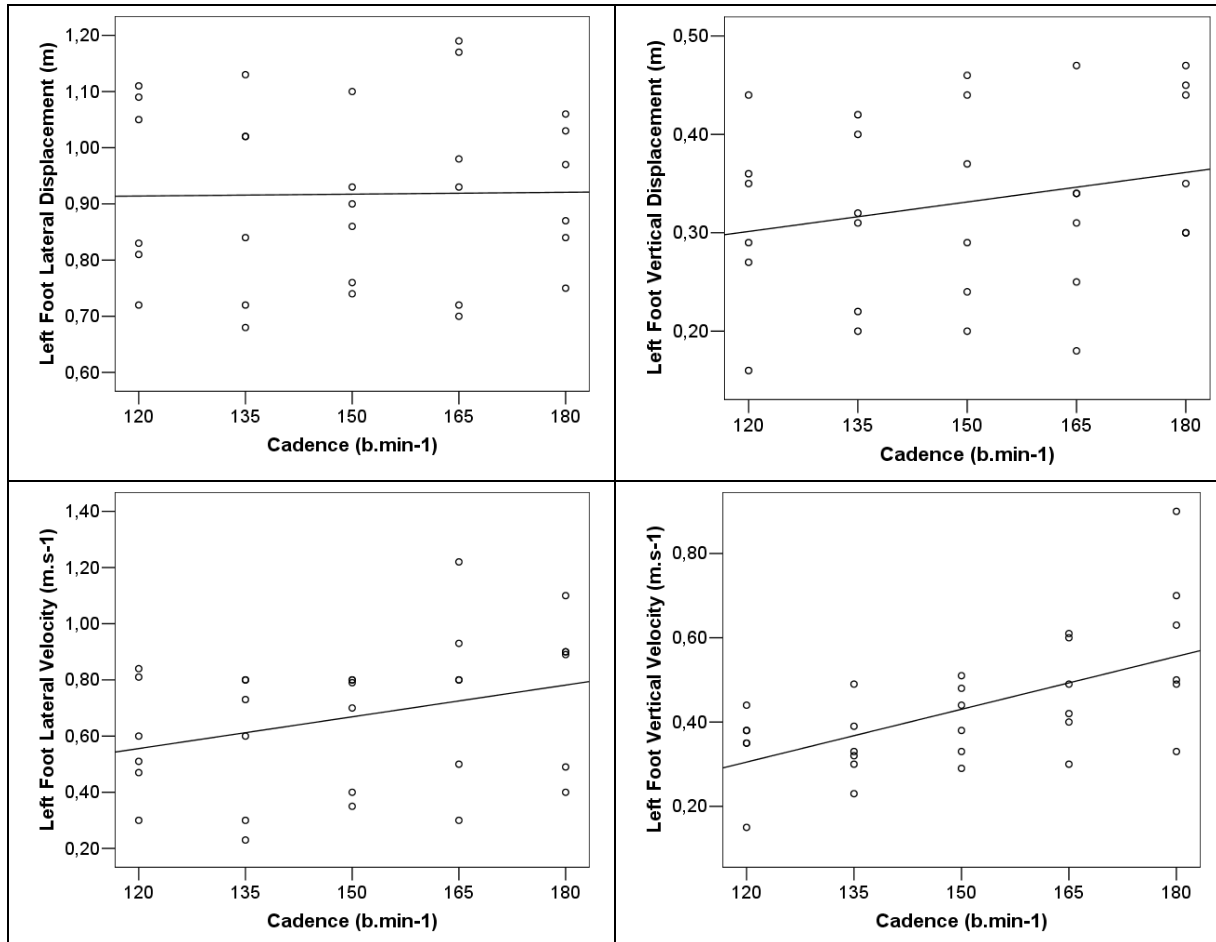 Left Foot Lateral Displacement (m)
1,20
1,10
1,00
0,90
0,80
0,70
0,60
120 135 150 165 180
Cadence (b.min-1)
Left Foot Vertical Displacement (m)
0,50
0,40
0,30
0,20
120 135 150 165 180
Cadence (b.min-1)
Left Foot Lateral Velocity (m.s-1)
1,40
1,20
1,00
0,80
0,60
0,40
0,20
120 135 150 165 180
Cadence (b.min-1)
Left Foot Vertical Velocity (m.s-1)
0,80
0,60
0,40
0,20
120 135 150 165 180
Cadence (b.min-1)